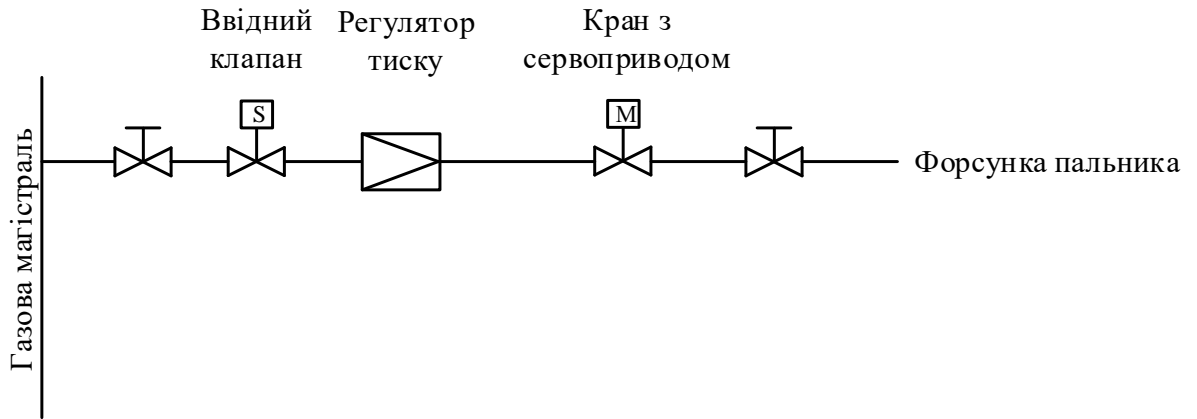 Ввідний
клапан
Регулятор
тиску
Кран з
сервоприводом
S
M
Форсунка пальника
Газова магістраль